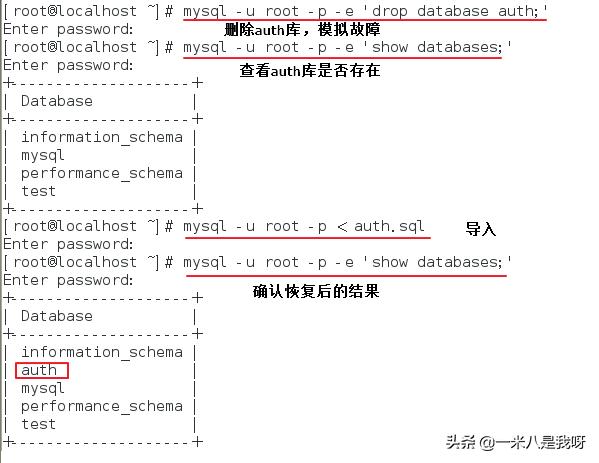 [root@localhost ~]# mysql -u root -p -e 'drop database auth;'
Enter password:
删除auth库，模拟故障
[root@localhost ~]# mysql -u root -p -e 'show databases;'
Enter password:
查看auth库是否存在
+--------------------+
| Database           |
+--------------------+
| information_schema |
| mysql              |
| performance_schema |
| test               |
+--------------------+
[root@localhost ~]# mysql -u root -p < auth.sql 导入
Enter password:
[root@localhost ~]# mysql -u root -p -e 'show databases;'
Enter password:
确认恢复后的结果
+--------------------+
| Database           |
+--------------------+
| information_schema |
| auth               |
| mysql              |
| performance_schema |
| test               |
+--------------------+
头条 @一米八是我呀